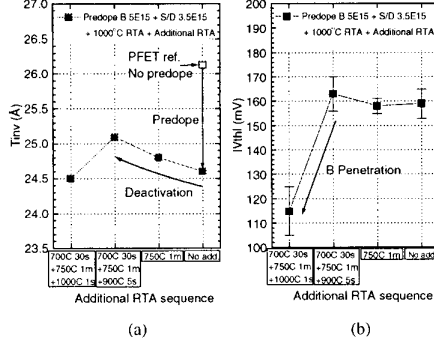 Predope B 5E15 + S/D 3.5E15
+ 1000°C RTA + Additional RTA
PFET ref.
No predope
Predope
Deactivation
Tinv (Å)
27.0
26.5
26.0
25.5
25.0
24.5
24.0
23.5
700C 30s
+750C 1m
+1000C 1s
700C 30s
+750C 1m
+900C 5s
750C 1m
No add
Additional RTA sequence
(a)
Predope B 5E15 + S/D 3.5E15
+ 1000°C RTA + Additional RTA
B Penetration
|Vth| (mV)
200
190
180
170
160
150
140
130
120
110
100
700C 30s
+750C 1m
+1000C 1s
700C 30s
+750C 1m
+900C 5s
750C 1m
No add
Additional RTA sequence
(b)